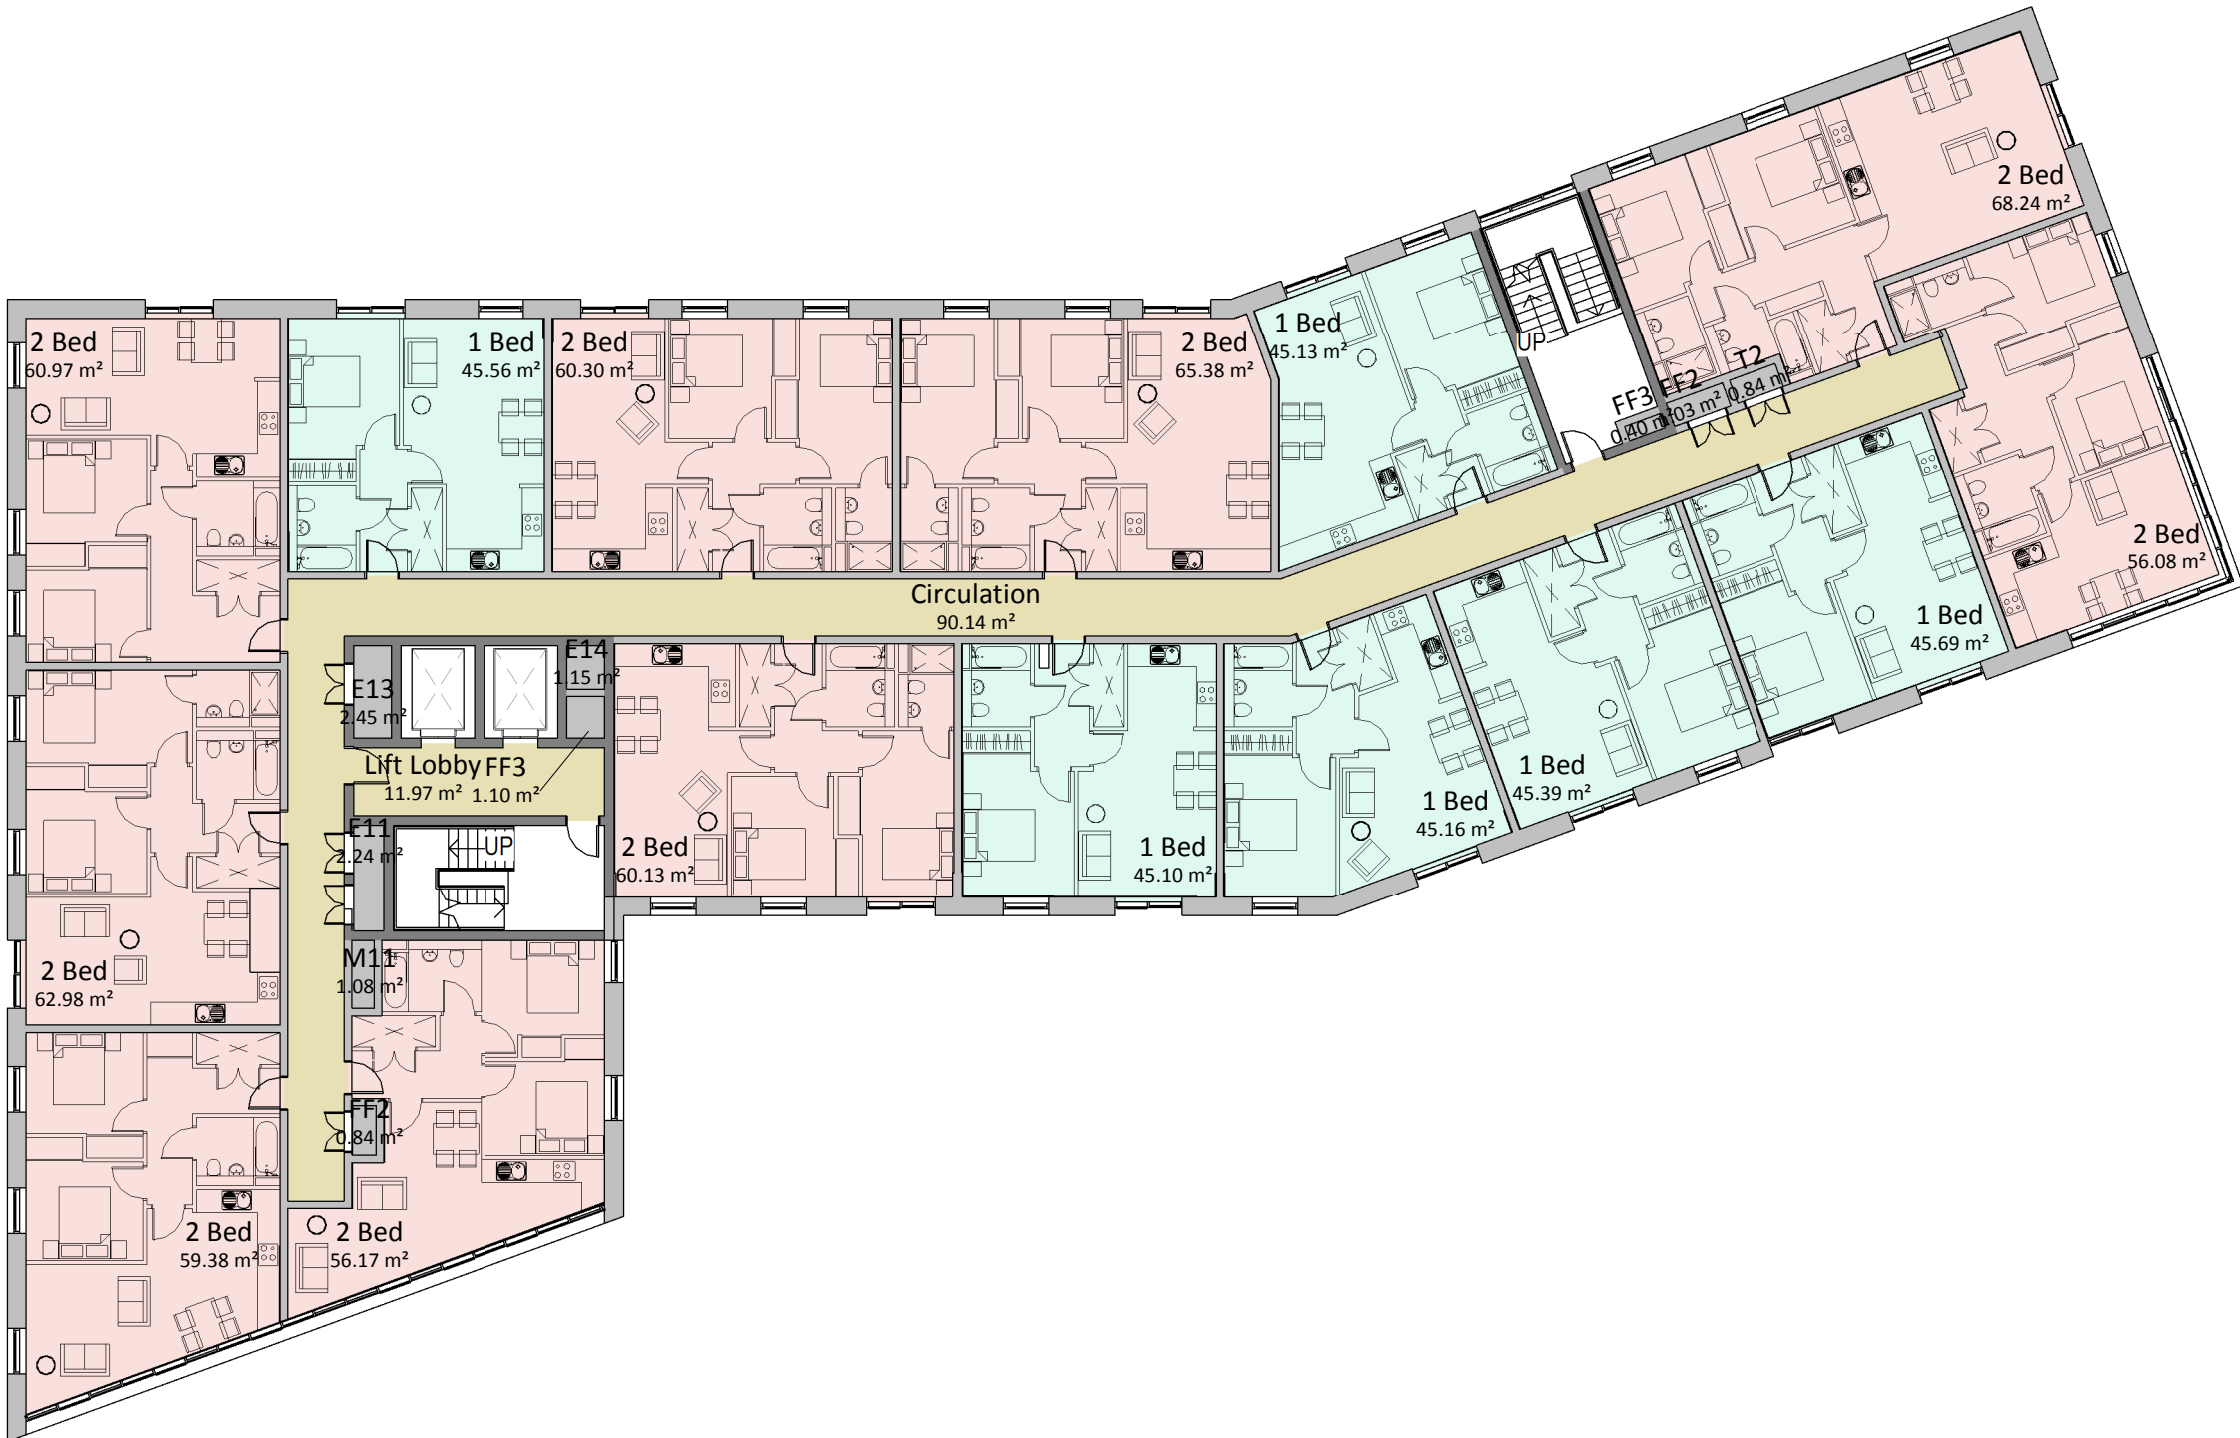 2 Bed
68.24 m²
2 Bed
60.97 m²
1 Bed
45.56 m²
2 Bed
60.30 m²
2 Bed
65.38 m²
1 Bed
45.13 m²
UP
FF3
0.40 m²
FF2
03 m²
T2
0.84 m²
2 Bed
56.08 m²
Circulation
90.14 m²
1 Bed
45.69 m²
E14
1.15 m²
E13
2.45 m²
Lift Lobby
11.97 m²
FF3
1.10 m²
1 Bed
45.39 m²
1 Bed
45.16 m²
E11
2.24 m²
UP
2 Bed
60.13 m²
1 Bed
45.10 m²
2 Bed
62.98 m²
M11
1.08 m²
FF2
0.84 m²
2 Bed
59.38 m²
2 Bed
56.17 m²